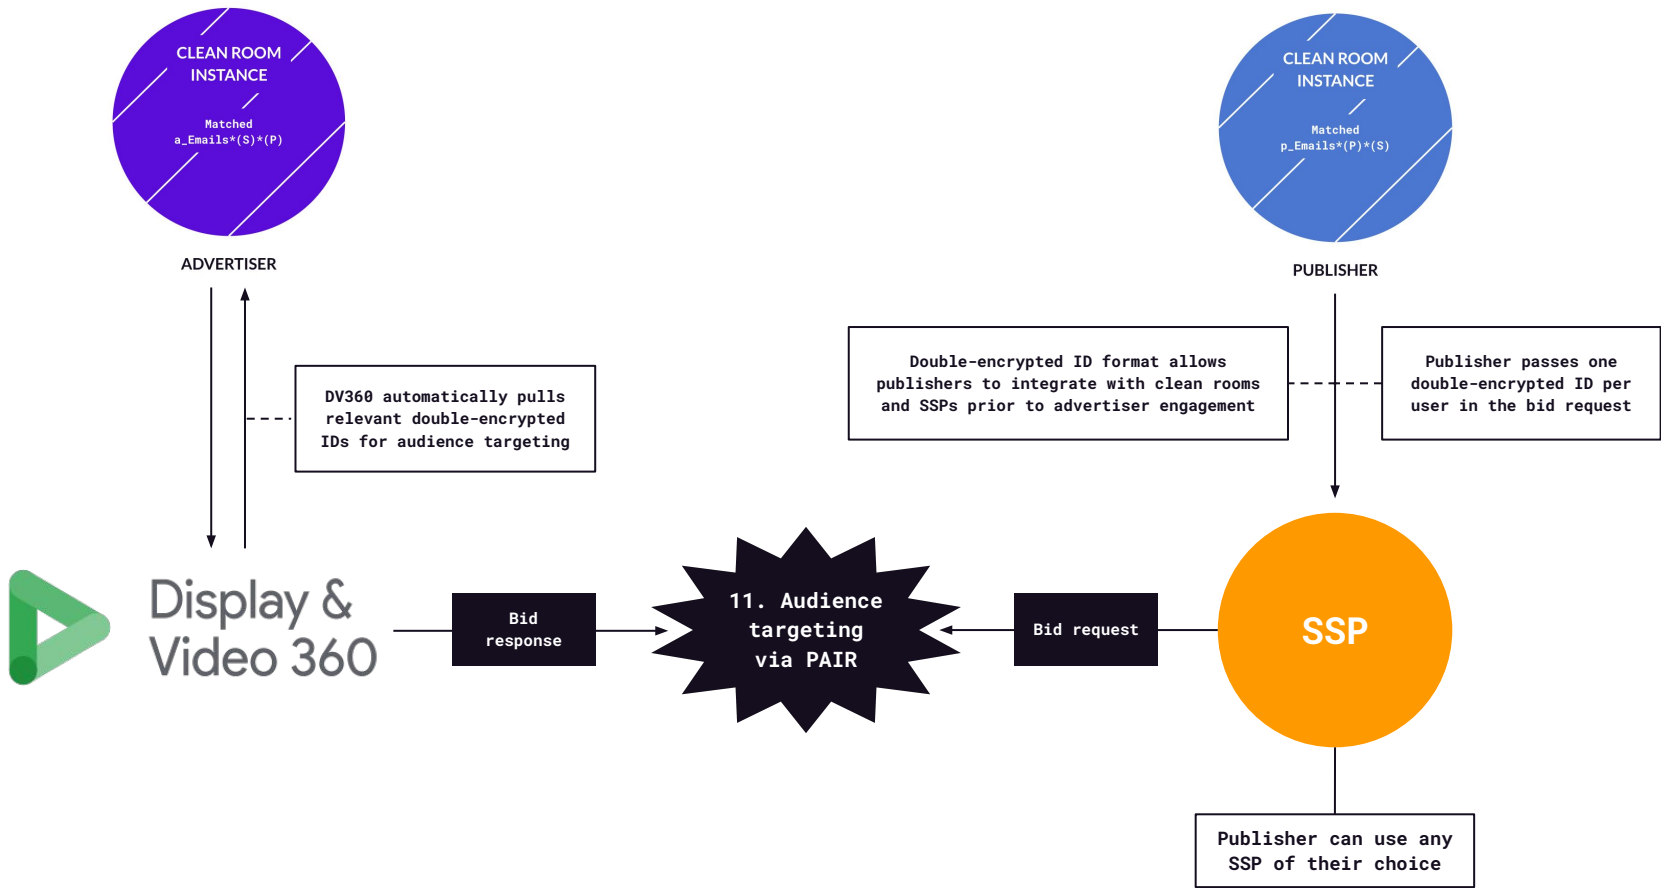 CLEAN ROOM
INSTANCE
Matched
a_Emails*(S)*(P)
ADVERTISER
CLEAN ROOM
INSTANCE
Matched
p_Emails*(P)*(S)
PUBLISHER
DV360 automatically pulls
relevant double-encrypted
IDs for audience targeting
Double-encrypted ID format allows
publishers to integrate with clean rooms
and SSPs prior to advertiser engagement
Publisher passes one
double-encrypted ID per
user in the bid request
Display &
Video 360
Bid
response
11. Audience
targeting
via PAIR
Bid request
SSP
Publisher can use any
SSP of their choice